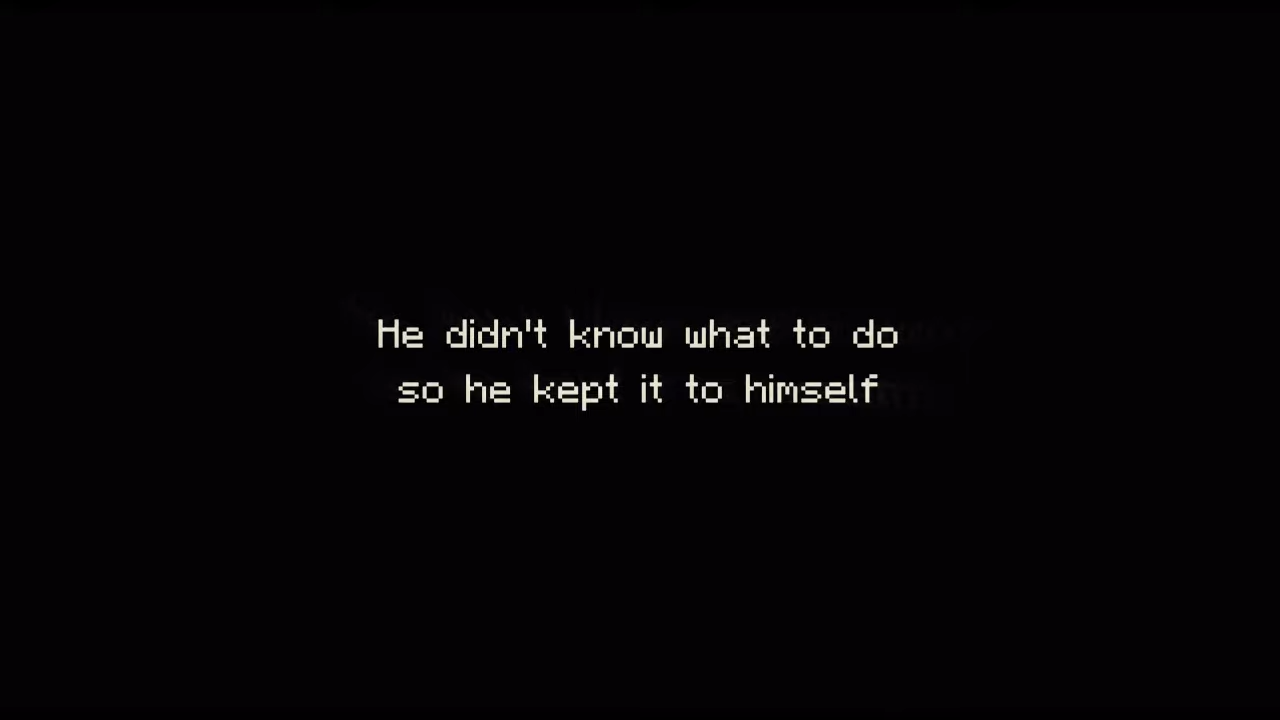 He didn't know what to do
so he kept it to himself